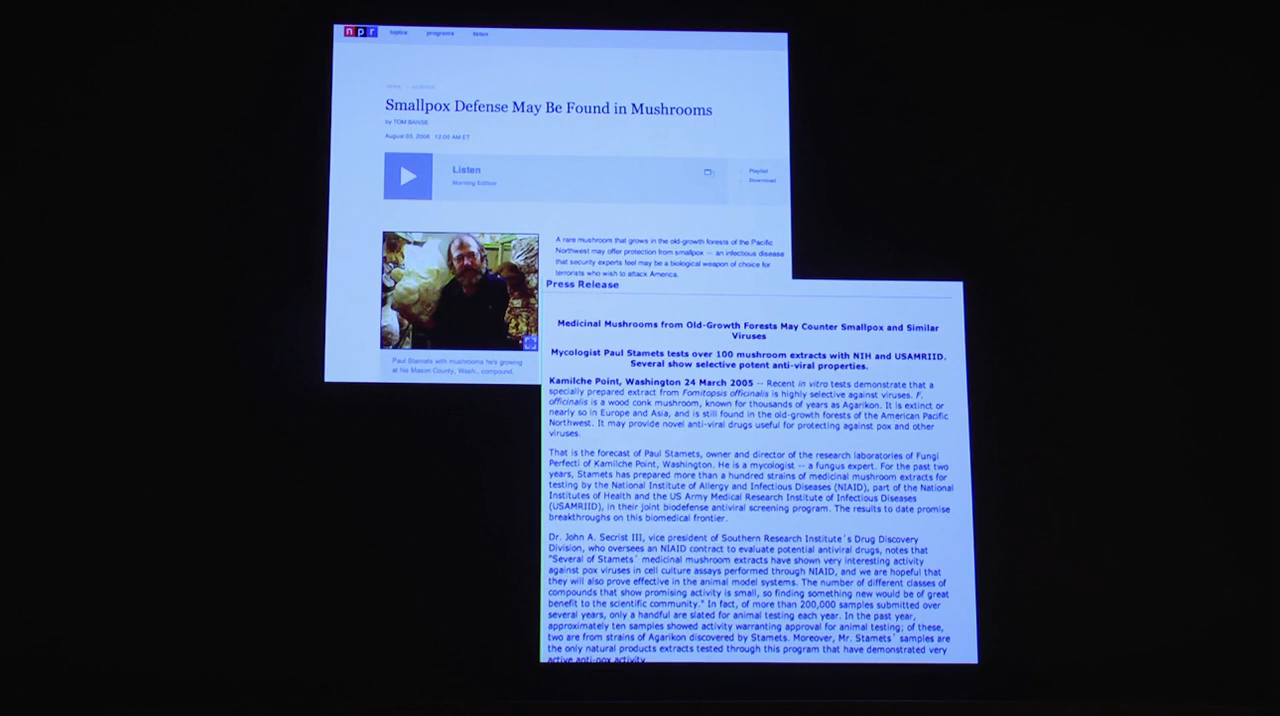 npr topics programs listen
Smallpox Defense May Be Found in Mushrooms
by TOM BANSE
August 03, 2006 12:00 AM ET
Listen
Morning Edition
Playlist
Download
A rare mushroom that grows in the old-growth forests of the Pacific
Northwest may offer protection from smallpox -- an infectious disease
that security experts feel may be a biological weapon of choice for
terrorists who wish to attack America.
Paul Stamets with mushrooms he's growing
at his Mason County, Wash., compound.
Press Release
Medicinal Mushrooms from Old-Growth Forests May Counter Smallpox and Similar
Viruses
Mycologist Paul Stamets tests over 100 mushroom extracts with NIH and USAMRIID.
Several show selective potent anti-viral properties.
Kamilche Point, Washington 24 March 2005 -- Recent in vitro tests demonstrate that a
specially prepared extract from Fomitopsis officinalis is highly selective against viruses. F.
officinalis is a wood conk mushroom, known for thousands of years as Agarikon. It is extinct or
nearly so in Europe and Asia, and is still found in the old-growth forests of the American Pacific
Northwest. It may provide novel anti-viral drugs useful for protecting against pox and other
viruses.
That is the forecast of Paul Stamets, owner and director of the research laboratories of Fungi
Perfecti of Kamilche Point, Washington. He is a mycologist -- a fungus expert. For the past two
years, Stamets has prepared more than a hundred strains of medicinal mushroom extracts for
testing by the National Institute of Allergy and Infectious Diseases (NIAID), part of the National
Institutes of Health and the US Army Medical Research Institute of Infectious Diseases
(USAMRIID), in their joint biodefense antiviral screening program. The results to date promise
breakthroughs on this biomedical frontier.
Dr. John A. Secrist III, vice president of Southern Research Institute´s Drug Discovery
Division, who oversees an NIAID contract to evaluate potential antiviral drugs, notes that
"Several of Stamets´ medicinal mushroom extracts have shown very interesting activity
against pox viruses in cell culture assays performed through NIAID, and we are hopeful that
they will also prove effective in the animal model systems. The number of different classes of
compounds that show promising activity is small, so finding something new would be of great
benefit to the scientific community." In fact, of more than 200,000 samples submitted over
several years, only a handful are slated for animal testing each year. In the past year,
approximately ten samples showed activity warranting approval for animal testing; of these,
two are from strains of Agarikon discovered by Stamets. Moreover, Mr. Stamets´ samples are
the only natural products extracts tested through this program that have demonstrated very
active anti-pox activity.